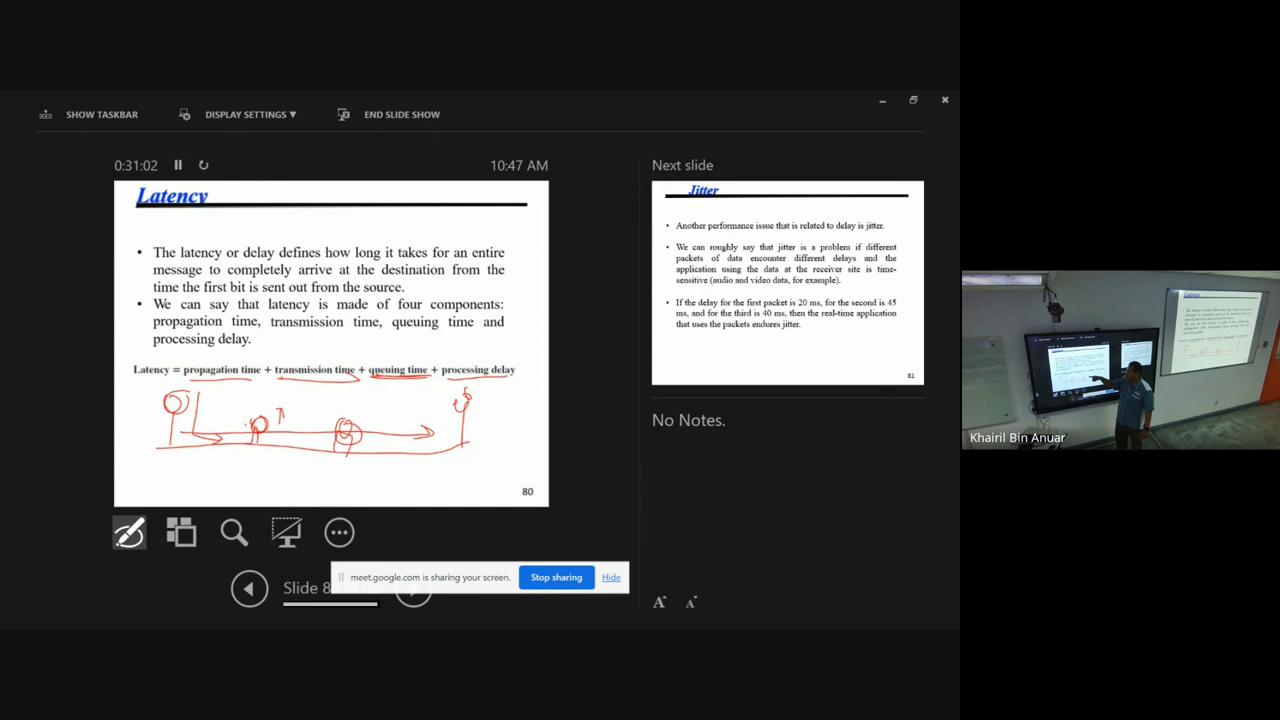 SHOW TASKBAR
DISPLAY SETTINGS ▼
END SLIDE SHOW
0:31:02
10:47 AM
Latency
• The latency or delay defines how long it takes for an entire
message to completely arrive at the destination from the
time the first bit is sent out from the source.
• We can say that latency is made of four components:
propagation time, transmission time, queuing time and
processing delay.
Latency = propagation time + transmission time + queuing time + processing delay
80
Next slide
Jitter
• Another performance issue that is related to delay is jitter.
• We can roughly say that jitter is a problem if different
packets of data encounter different delays and the
application using the data at the receiver site is time-
sensitive (audio and video data, for example).
• If the delay for the first packet is 20 ms, for the second is 45
ms, and for the third is 40 ms, then the real-time application
that uses the packets endures jitter.
81
No Notes.
meet.google.com is sharing your screen.
Stop sharing
Hide
Slide 8
A A
Khairil Bin Anuar
Latency